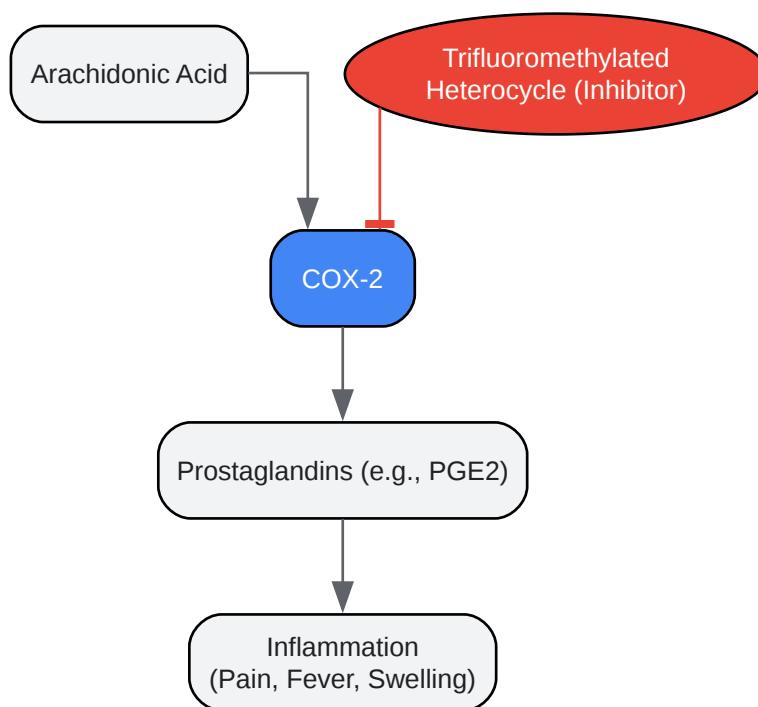 Arachidonic Acid
Trifluoromethylated
Heterocycle (Inhibitor)
COX-2
Prostaglandins (e.g., PGE2)
Inflammation
(Pain, Fever, Swelling)